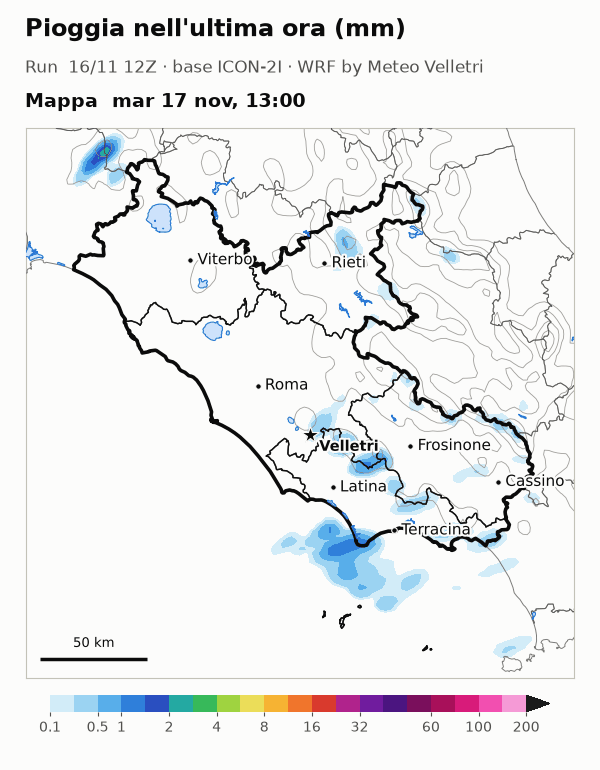 Pioggia nell'ultima ora (mm)
Run  16/11 12Z · base ICON-2I · WRF by Meteo Velletri
Mappa  mar 17 nov, 13:00
Viterbo
Rieti
Roma
Velletri
Frosinone
Cassino
Latina
Terracina
50 km
0.1 0.5 1 2 4 8 16 32 60 100 200